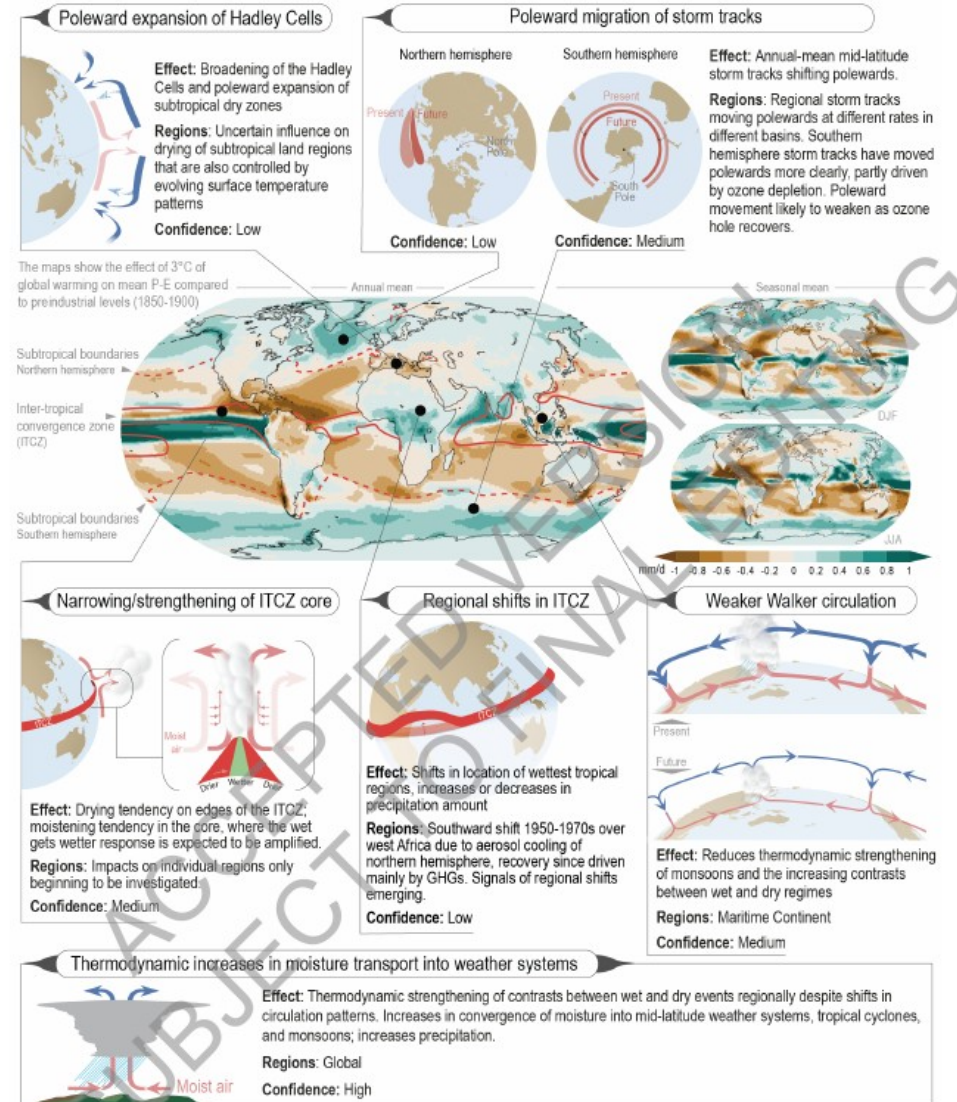 Poleward expansion of Hadley Cells
Effect: Broadening of the Hadley
Cells and poleward expansion of
subtropical dry zones
Regions: Uncertain influence on
drying of subtropical land regions
that are also controlled by
evolving surface temperature
patterns
Confidence: Low
Poleward migration of storm tracks
Northern hemisphere
Present
Future
North
Pole
Confidence: Low
Southern hemisphere
Present
Future
South
Pole
Confidence: Medium
Effect: Annual-mean mid-latitude
storm tracks shifting polewards.
Regions: Regional storm tracks
moving polewards at different rates in
different basins. Southern
hemisphere storm tracks have moved
polewards more clearly, partly driven
by ozone depletion. Poleward
movement likely to weaken as ozone
hole recovers.
The maps show the effect of 3°C of
global warming on mean P-E compared
to preindustrial levels (1850-1900)
Annual mean
Seasonal mean
Subtropical boundaries
Northern hemisphere
Inter-tropical
convergence zone
(ITCZ)
Subtropical boundaries
Southern hemisphere
DJF
JJA
mm/d -1 -0.8 -0.6 -0.4 -0.2 0 0.2 0.4 0.6 0.8 1
Narrowing/strengthening of ITCZ core
ITCZ
Moist
air
Drier Wetter Drier
Effect: Drying tendency on edges of the ITCZ;
moistening tendency in the core, where the wet
gets wetter response is expected to be amplified.
Regions: Impacts on individual regions only
beginning to be investigated.
Confidence: Medium
Regional shifts in ITCZ
ITCZ
Effect: Shifts in location of wettest tropical
regions, increases or decreases in
precipitation amount
Regions: Southward shift 1950-1970s over
west Africa due to aerosol cooling of
northern hemisphere, recovery since driven
mainly by GHGs. Signals of regional shifts
emerging.
Confidence: Low
Weaker Walker circulation
Present
Future
Effect: Reduces thermodynamic strengthening
of monsoons and the increasing contrasts
between wet and dry regimes
Regions: Maritime Continent
Confidence: Medium
Thermodynamic increases in moisture transport into weather systems
Moist air
Effect: Thermodynamic strengthening of contrasts between wet and dry events regionally despite shifts in
circulation patterns. Increases in convergence of moisture into mid-latitude weather systems, tropical cyclones,
and monsoons; increases precipitation.
Regions: Global
Confidence: High
ACCEPTED VERSION
SUBJECT TO FINAL EDITING